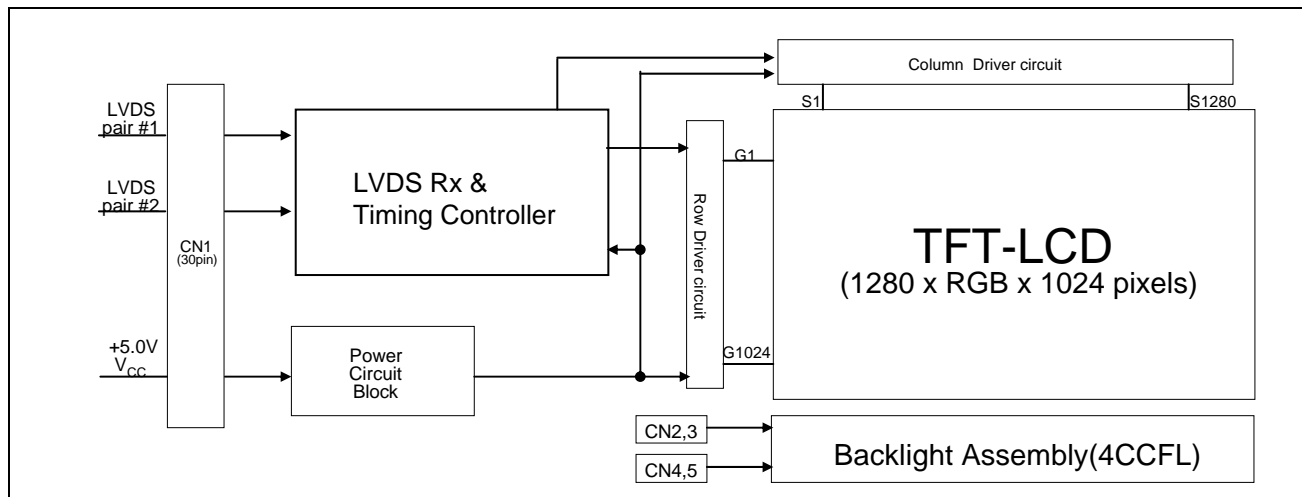 Column Driver circuit
S1
S1280
LVDS
pair #1
LVDS
pair #2
CN1
(30pin)
LVDS Rx &
Timing Controller
Row Driver circuit
G1
G1024
TFT-LCD
(1280 x RGB x 1024 pixels)
+5.0V
VCC
Power
Circuit
Block
CN2,3
CN4,5
Backlight Assembly(4CCFL)